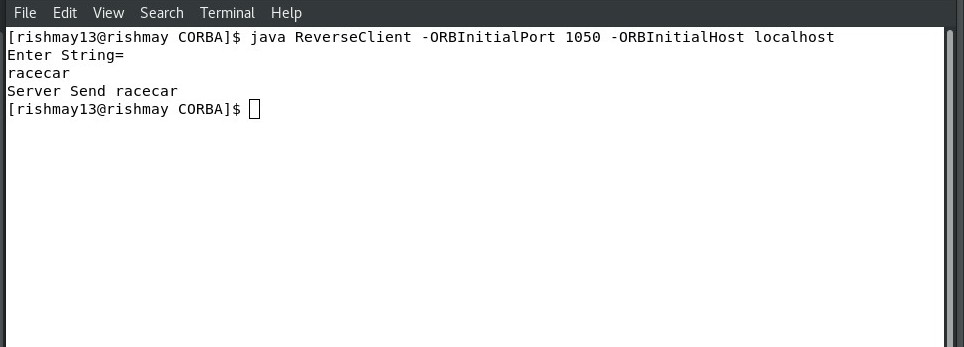 File Edit View Search Terminal Help
[rishmay13@rishmay CORBA]$ java ReverseClient -ORBInitialPort 1050 -ORBInitialHost localhost
Enter String=
racecar
Server Send racecar
[rishmay13@rishmay CORBA]$